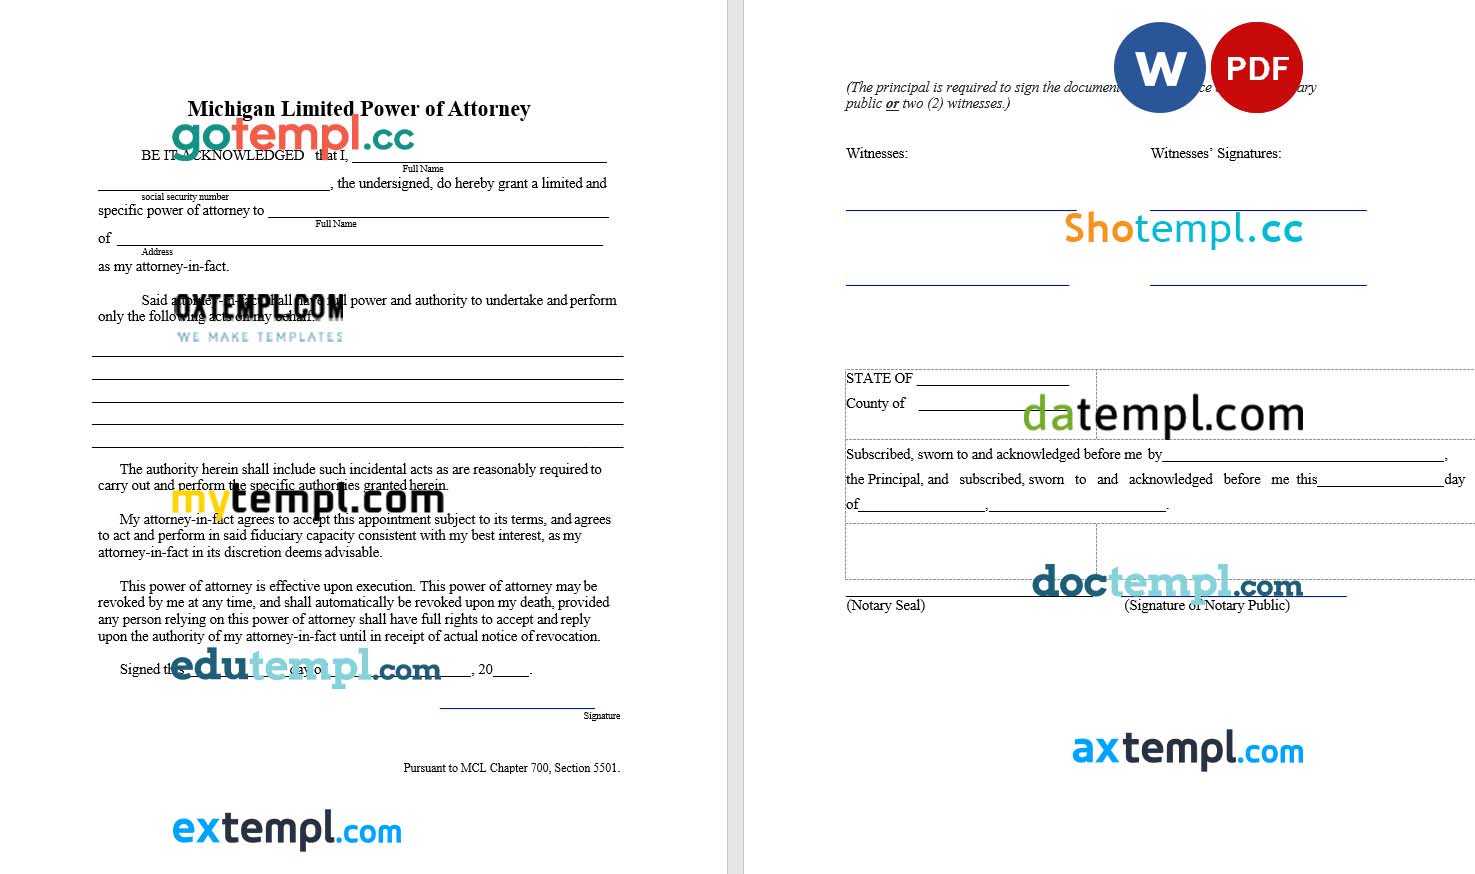 Michigan Limited Power of Attorney
gotempl.cc
BE IT ACKNOWLEDGED that I, ____
Full Name
____, the undersigned, do hereby grant a limited and
social security number
specific power of attorney to ____
Full Name
of ____
Address
as my attorney-in-fact.
Said attorney-in-fact shall have full power and authority to undertake and perform
OXTEMPL.COM
only the following acts on my behalf:
WE MAKE TEMPLATES
The authority herein shall include such incidental acts as are reasonably required to
carry out and perform the specific authorities granted herein.
mytempl.com
My attorney-in-fact agrees to accept this appointment subject to its terms, and agrees
to act and perform in said fiduciary capacity consistent with my best interest, as my
attorney-in-fact in its discretion deems advisable.
This power of attorney is effective upon execution. This power of attorney may be
revoked by me at any time, and shall automatically be revoked upon my death, provided
any person relying on this power of attorney shall have full rights to accept and reply
upon the authority of my attorney-in-fact until in receipt of actual notice of revocation.
Signed this ____ day of ____, 20____.
edutempl.com
Signature
Pursuant to MCL Chapter 700, Section 5501.
extempl.com
W PDF
(The principal is required to sign the document
public or two (2) witnesses.)
Witnesses: Witnesses’ Signatures:
Shotempl.cc
STATE OF ____
County of ____
datempl.com
Subscribed, sworn to and acknowledged before me by____,
the Principal, and subscribed, sworn to and acknowledged before me this____day
of____,____.
doctempl.com
(Notary Seal) (Signature of Notary Public)
axtempl.com